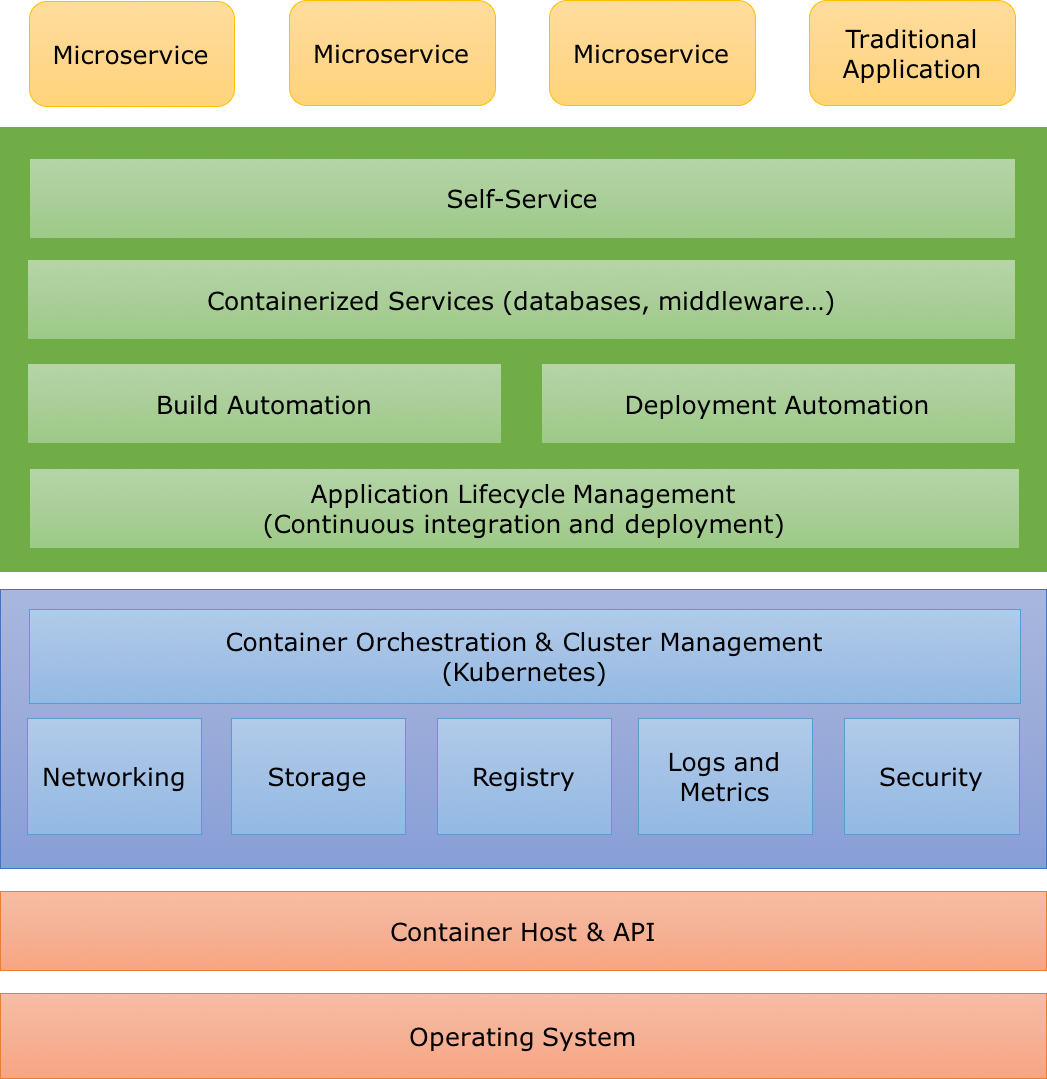 Microservice
Microservice
Microservice
Traditional
Application
Self-Service
Containerized Services (databases, middleware…)
Build Automation
Deployment Automation
Application Lifecycle Management
(Continuous integration and deployment)
Container Orchestration & Cluster Management
(Kubernetes)
Networking
Storage
Registry
Logs and
Metrics
Security
Container Host & API
Operating System